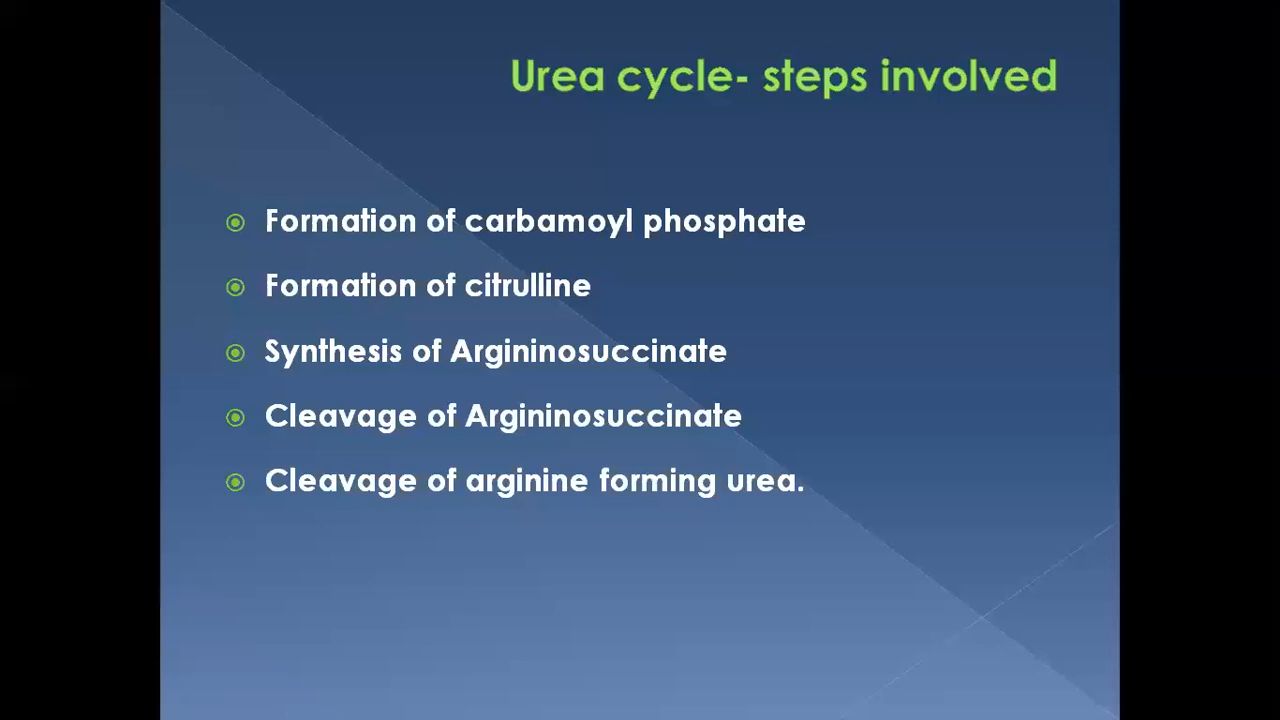 Urea cycle- steps involved
Formation of carbamoyl phosphate
Formation of citrulline
Synthesis of Argininosuccinate
Cleavage of Argininosuccinate
Cleavage of arginine forming urea.